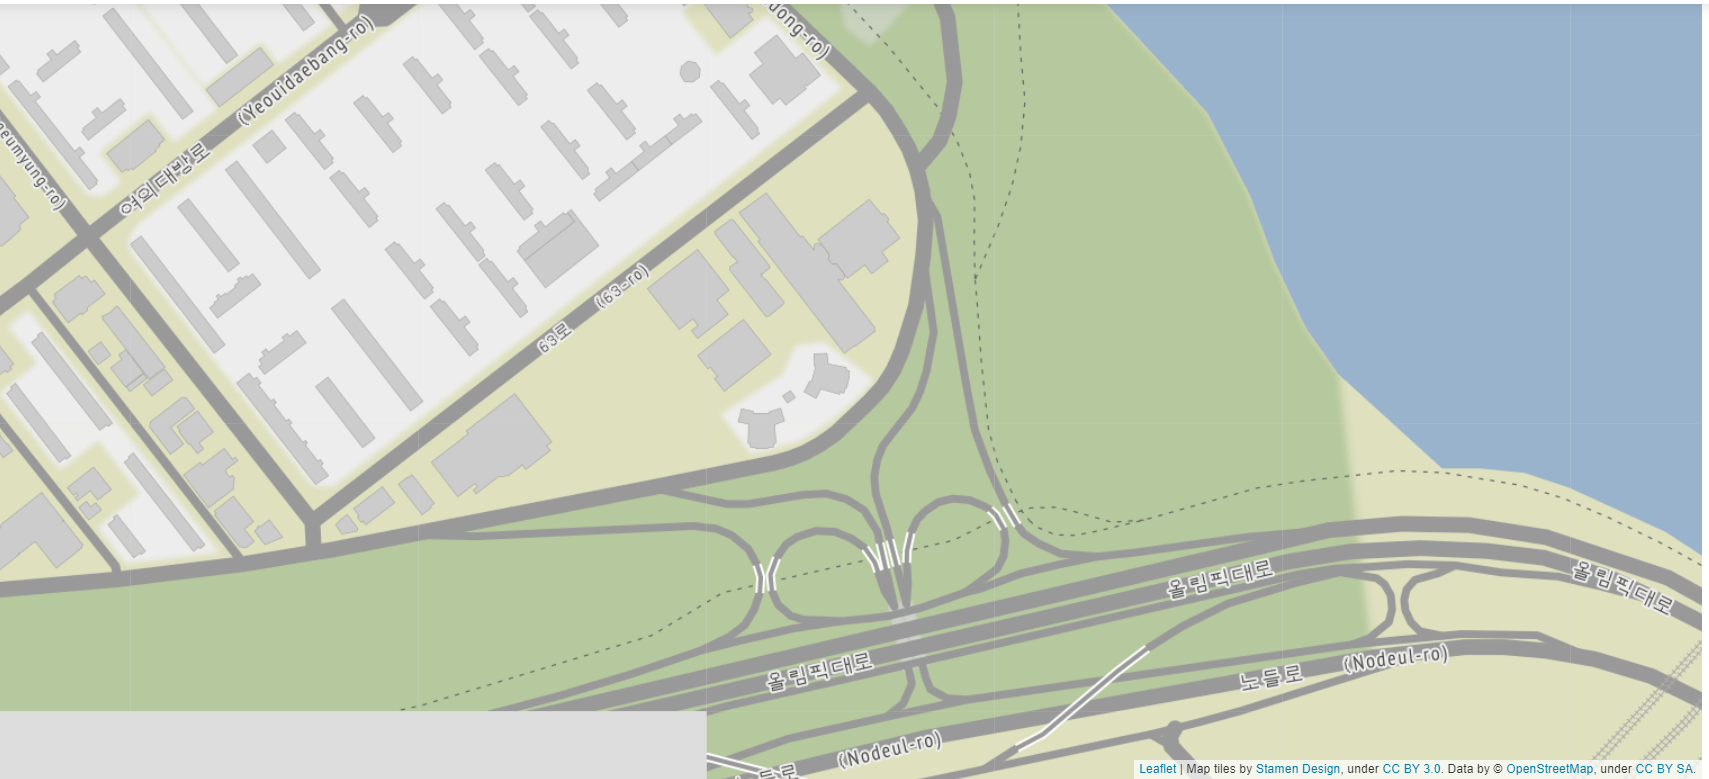 (Yeouidaebang-ro)
여의대방로
63로
(63-ro)
올림픽대로
올림픽대로
올림픽대로
노들로
(Nodeul-ro)
(Nodeul-ro)
Leaflet | Map tiles by Stamen Design, under CC BY 3.0. Data by © OpenStreetMap, under CC BY SA.